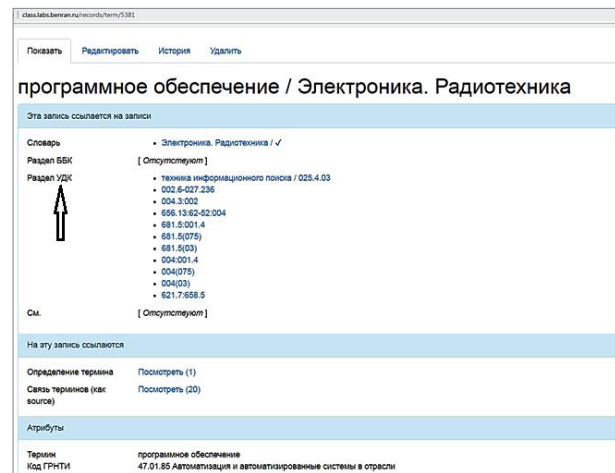 class.labs.benran.ru/records/term/5381
Показать Редактировать История Удалить
программное обеспечение / Электроника. Радиотехника
Эта запись ссылается на записи
Словарь • Электроника. Радиотехника / ✓
Раздел ББК [ Отсутствуют ]
Раздел УДК • техника информационного поиска / 025.4.03
• 002.6-027.236
• 004.3:002
• 656.13:62-52:004
• 681.5:001.4
• 681.5(075)
• 681.5(03)
• 004:001.4
• 004(075)
• 004(03)
• 621.7:658.5
См. [ Отсутствуют ]
На эту запись ссылаются
Определение термина Посмотреть (1)
Связь терминов (как Посмотреть (20)
source)
Атрибуты
Термин программное обеспечение
Код ГРНТИ 47.01.85 Автоматизация и автоматизированные системы в отрасли